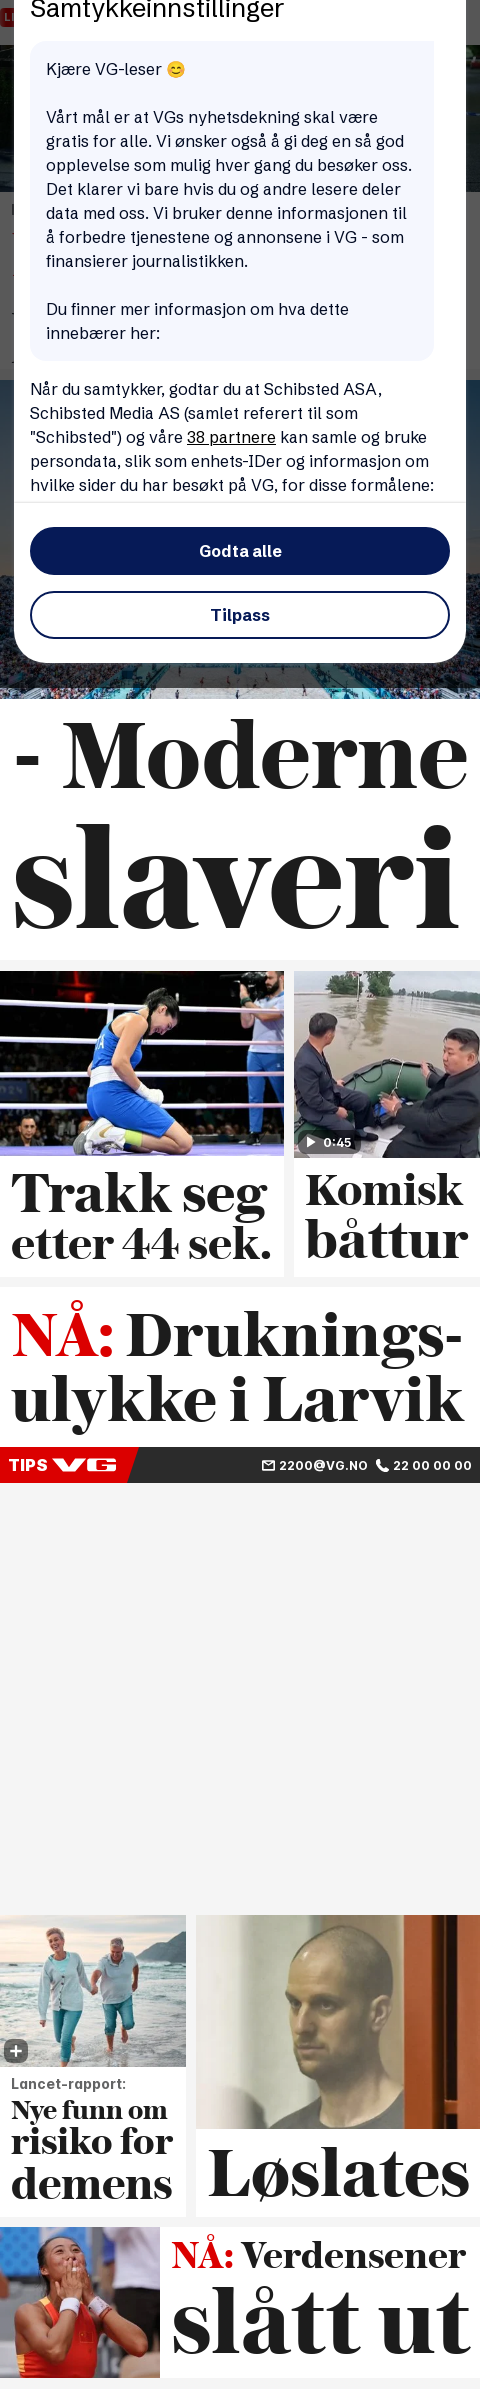 Samtykkeinnstillinger
Kjære VG-leser 😊
Vårt mål er at VGs nyhetsdekning skal være
gratis for alle. Vi ønsker også å gi deg en så god
opplevelse som mulig hver gang du besøker oss.
Det klarer vi bare hvis du og andre lesere deler
data med oss. Vi bruker denne informasjonen til
å forbedre tjenestene og annonsene i VG - som
finansierer journalistikken.
Du finner mer informasjon om hva dette
innebærer her:
Når du samtykker, godtar du at Schibsted ASA,
Schibsted Media AS (samlet referert til som
"Schibsted") og våre 38 partnere kan samle og bruke
persondata, slik som enhets-IDer og informasjon om
hvilke sider du har besøkt på VG, for disse formålene:
Godta alle
Tilpass
- Moderne
slaveri
0:45
Trakk seg
etter 44 sek.
Komisk
båttur
NÅ: Druknings-
ulykke i Larvik
TIPS VG 2200@VG.NO 22 00 00 00
Lancet-rapport:
Nye funn om
risiko for
demens
Løslates
NÅ: Verdensener
slått ut